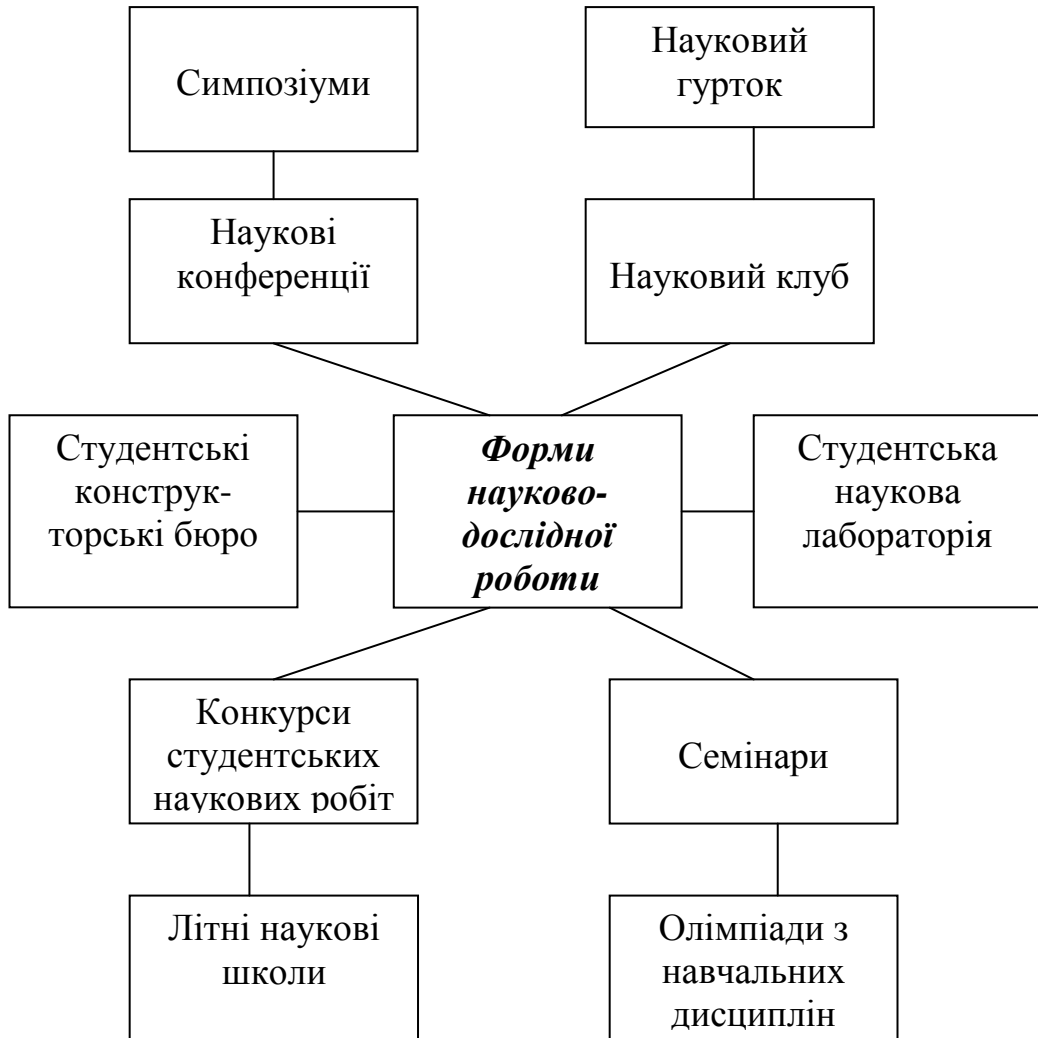 Симпозіуми
Науковий
гурток
Наукові
конференції
Науковий клуб
Студентські
конструк-
торські бюро
Форми
науково-
дослідної
роботи
Студентська
наукова
лабораторія
Конкурси
студентських
наукових робіт
Семінари
Літні наукові
школи
Олімпіади з
навчальних
дисциплін